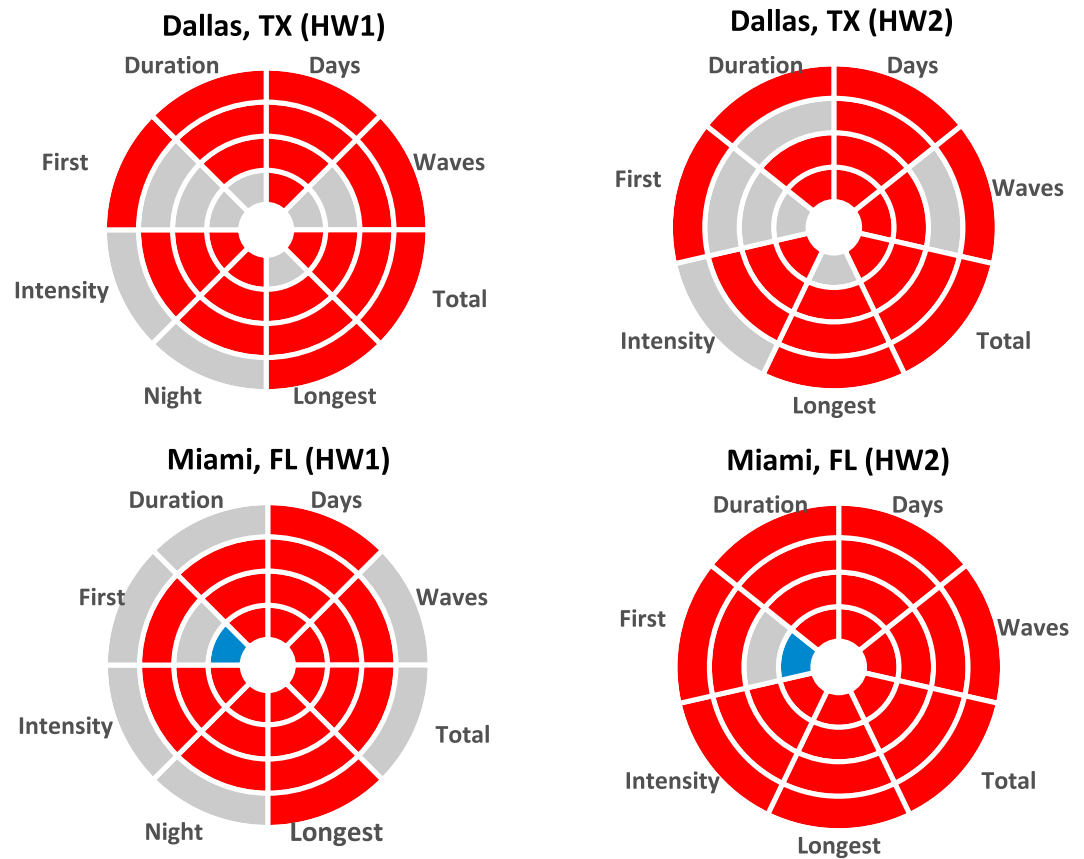 Dallas, TX (HW1)
Duration
Days
First
Waves
Intensity
Total
Night
Longest
Dallas, TX (HW2)
Duration
Days
First
Waves
Intensity
Total
Longest
Miami, FL (HW1)
Duration
Days
First
Waves
Intensity
Total
Night
Longest
Miami, FL (HW2)
Duration
Days
First
Waves
Intensity
Total
Longest